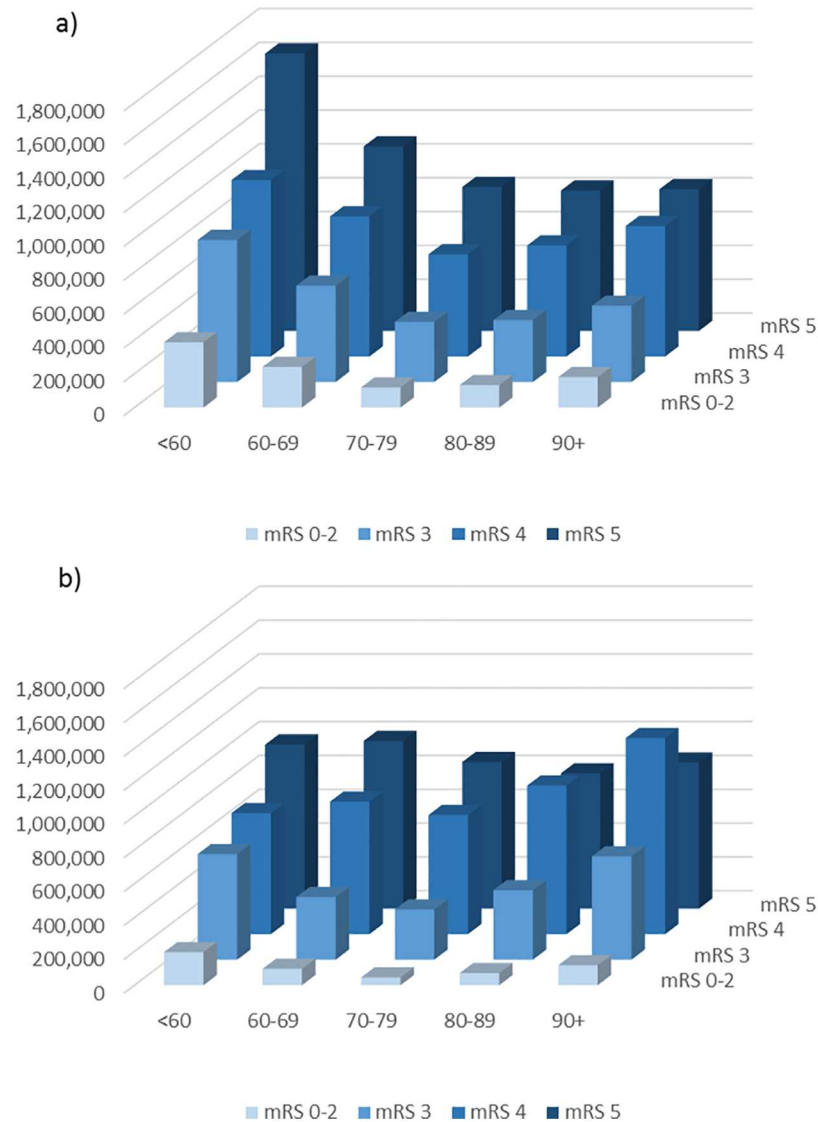 a)
1,800,000
1,600,000
1,400,000
1,200,000
1,000,000
800,000
600,000
400,000
200,000
0
mRS 5
mRS 4
mRS 3
mRS 0-2
<60 60-69 70-79 80-89 90+
mRS 0-2 mRS 3 mRS 4 mRS 5
b)
1,800,000
1,600,000
1,400,000
1,200,000
1,000,000
800,000
600,000
400,000
200,000
0
mRS 5
mRS 4
mRS 3
mRS 0-2
<60 60-69 70-79 80-89 90+
mRS 0-2 mRS 3 mRS 4 mRS 5